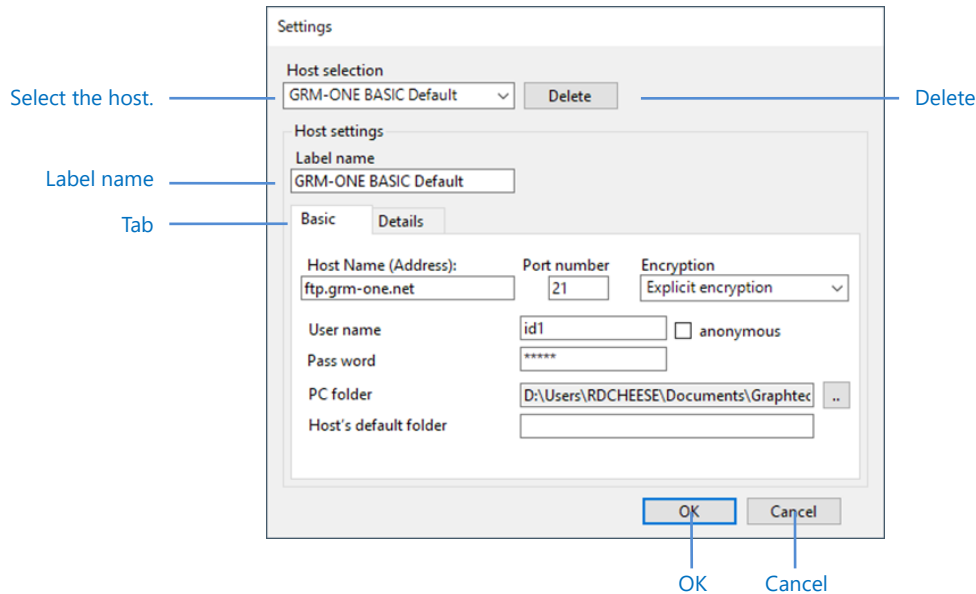 Settings
Host selection
Select the host.
GRM-ONE BASIC Default
Delete
Delete
Host settings
Label name
Label name
GRM-ONE BASIC Default
Tab
Basic
Details
Host Name (Address):
Port number
Encryption
ftp.grm-one.net
21
Explicit encryption
User name
id1
anonymous
Pass word
*****
PC folder
D:\Users\RDCHEESE\Documents\Graphtec
..
Host's default folder
OK
Cancel
OK
Cancel